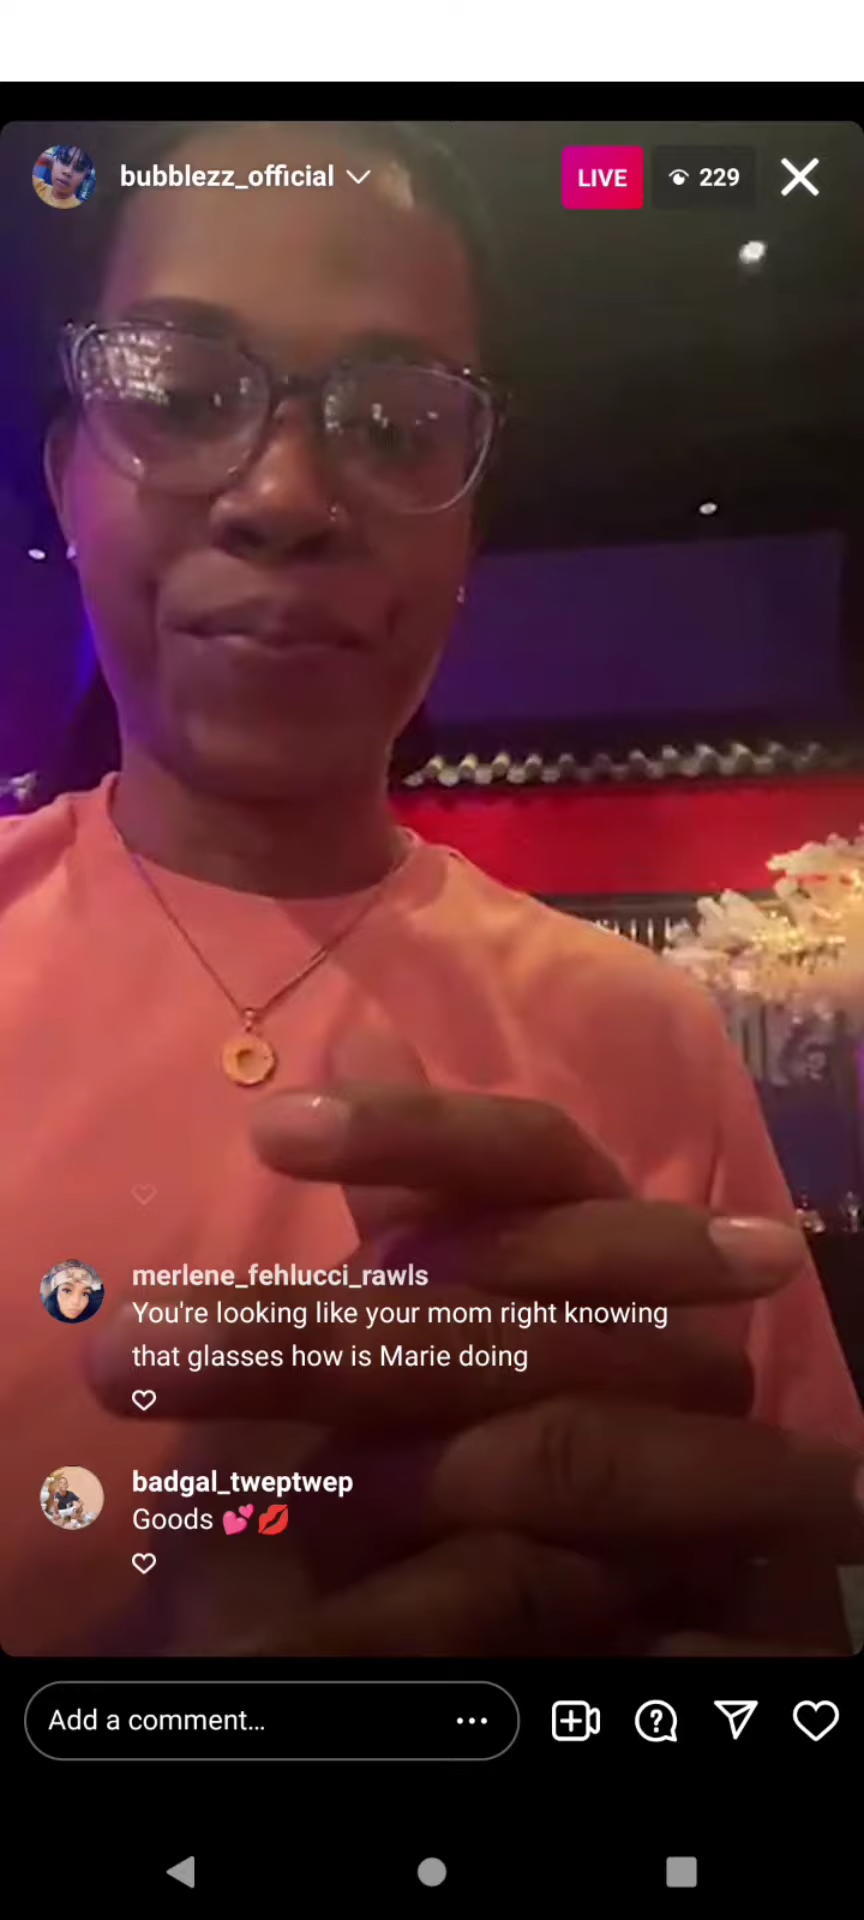 bubblezz_official
LIVE
229
merlene_fehlucci_rawls
You're looking like your mom right knowing
that glasses how is Marie doing
badgal_tweptwep
Goods 💕💋
Add a comment...